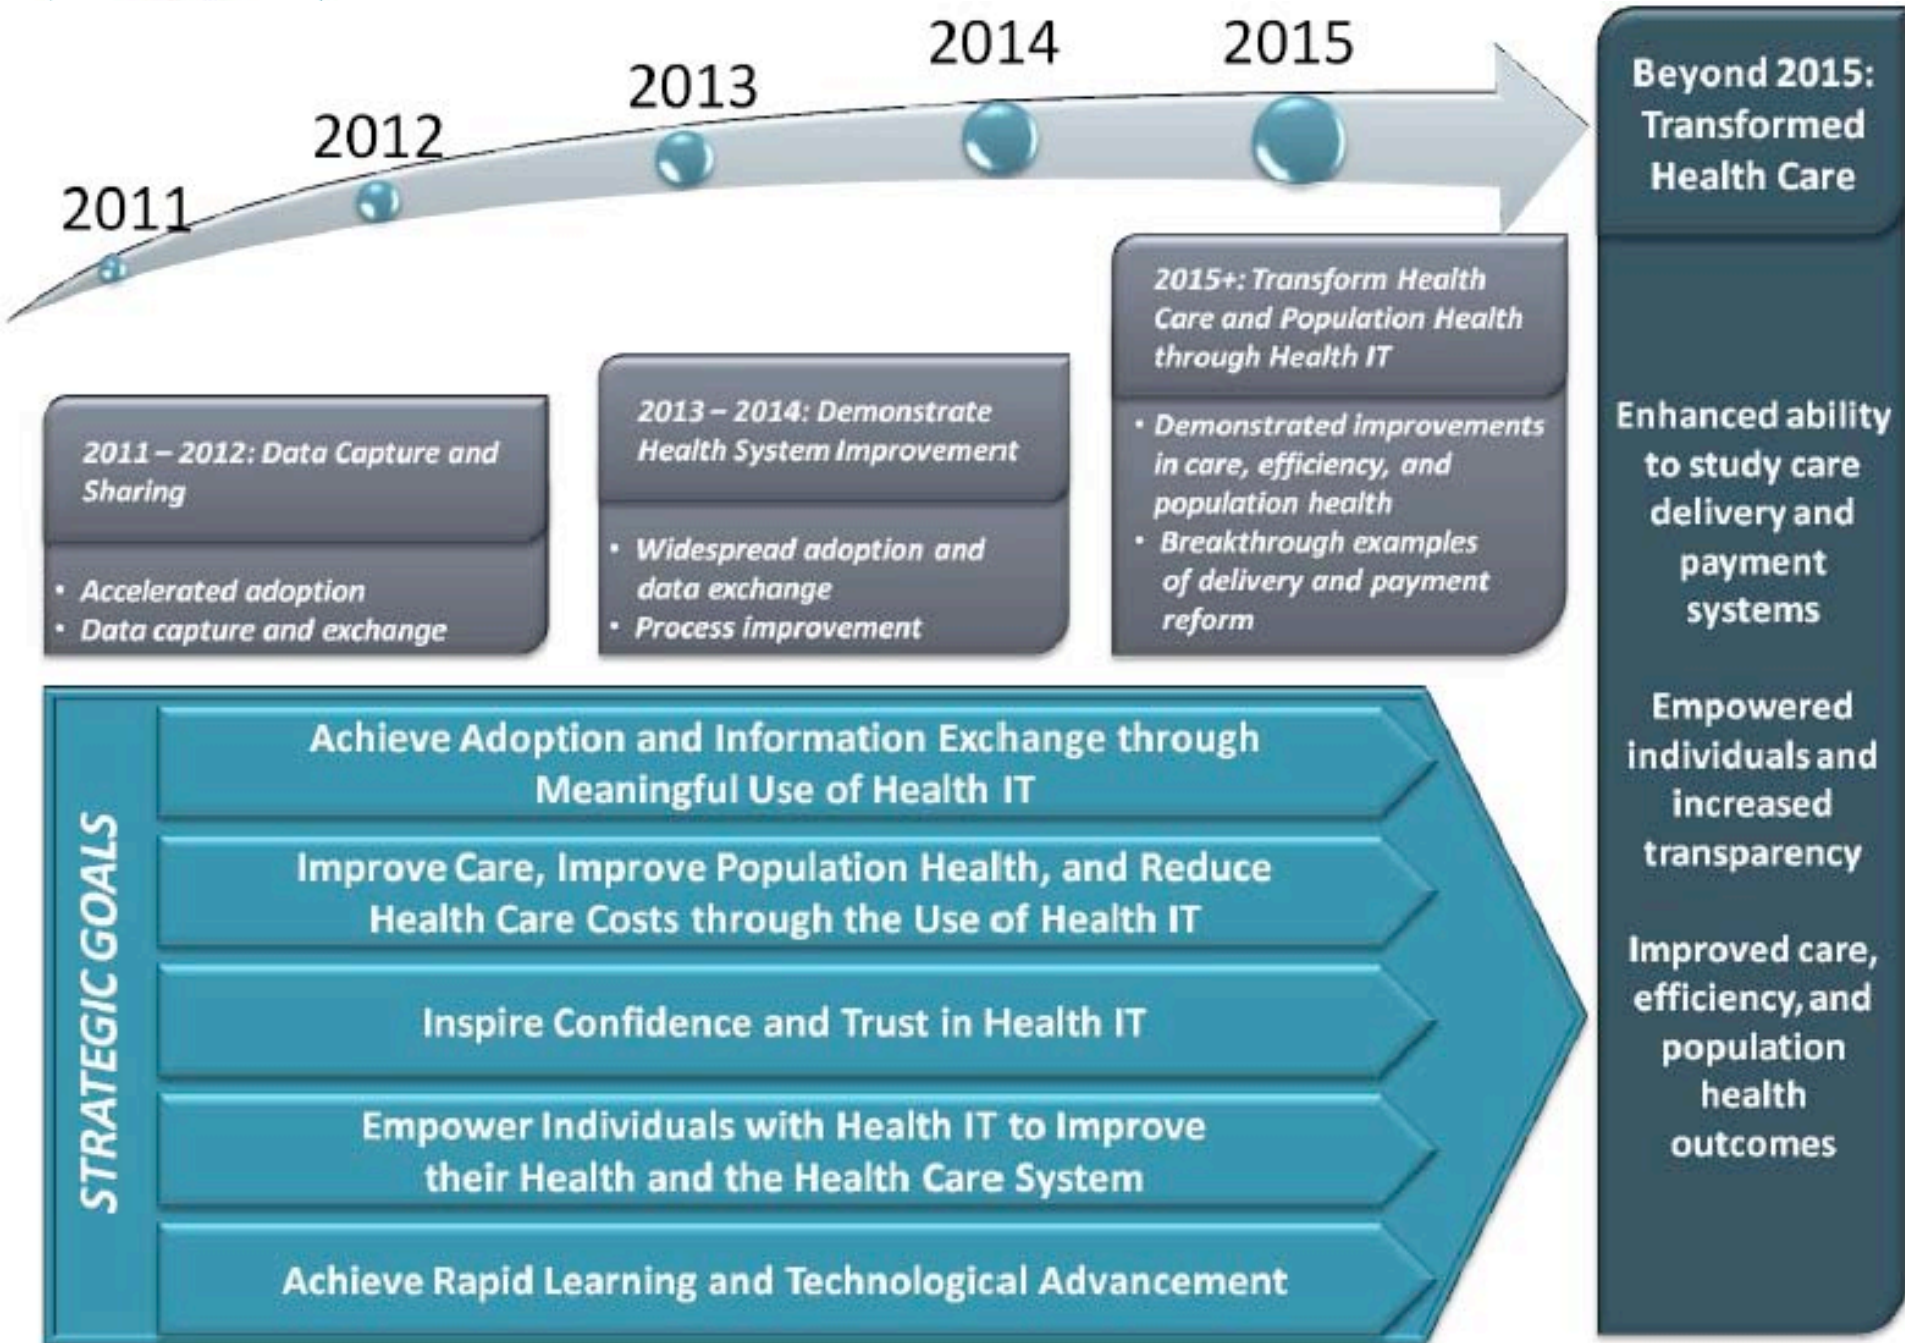 2011
2012
2013
2014
2015
2011 – 2012: Data Capture and
Sharing
• Accelerated adoption
• Data capture and exchange
2013 – 2014: Demonstrate
Health System Improvement
• Widespread adoption and
data exchange
• Process improvement
2015+: Transform Health
Care and Population Health
through Health IT
• Demonstrated improvements
in care, efficiency, and
population health
• Breakthrough examples
of delivery and payment
reform
Beyond 2015:
Transformed
Health Care
Enhanced ability
to study care
delivery and
payment
systems
Empowered
individuals and
increased
transparency
Improved care,
efficiency, and
population
health
outcomes
STRATEGIC GOALS
Achieve Adoption and Information Exchange through
Meaningful Use of Health IT
Improve Care, Improve Population Health, and Reduce
Health Care Costs through the Use of Health IT
Inspire Confidence and Trust in Health IT
Empower Individuals with Health IT to Improve
their Health and the Health Care System
Achieve Rapid Learning and Technological Advancement